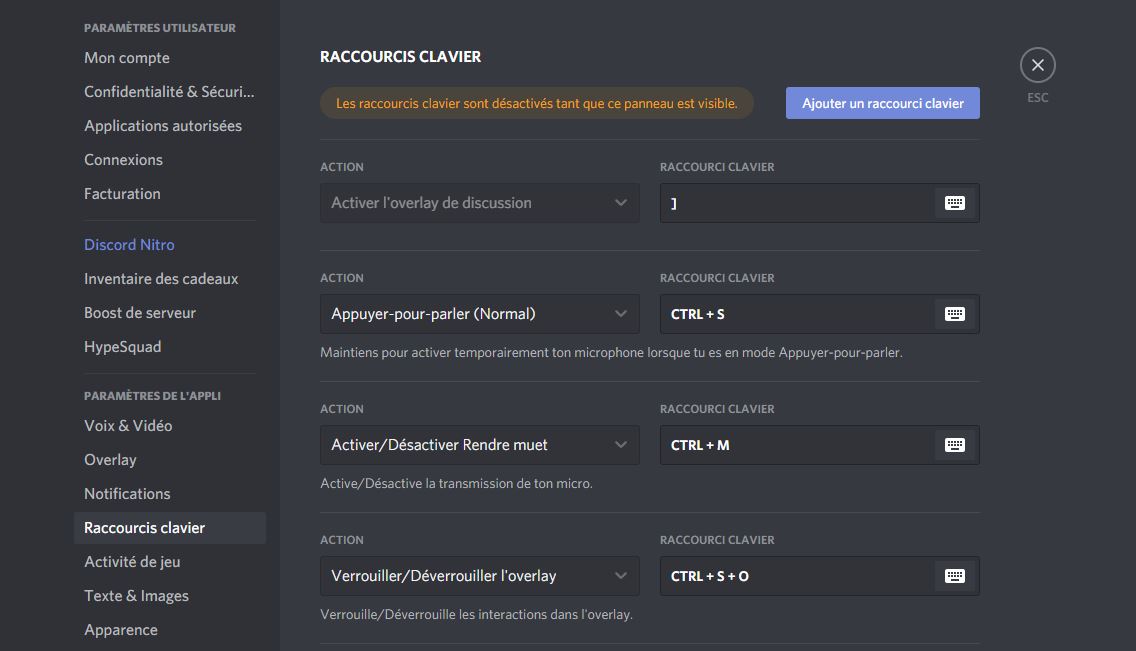 PARAMÈTRES UTILISATEUR
Mon compte
Confidentialité & Sécuri...
Applications autorisées
Connexions
Facturation
Discord Nitro
Inventaire des cadeaux
Boost de serveur
HypeSquad
PARAMÈTRES DE L'APPLI
Voix & Vidéo
Overlay
Notifications
Raccourcis clavier
Activité de jeu
Texte & Images
Apparence
RACCOURCIS CLAVIER
Les raccourcis clavier sont désactivés tant que ce panneau est visible.
Ajouter un raccourci clavier
ESC
ACTION
RACCOURCI CLAVIER
Activer l'overlay de discussion
]
ACTION
RACCOURCI CLAVIER
Appuyer-pour-parler (Normal)
CTRL + S
Maintiens pour activer temporairement ton microphone lorsque tu es en mode Appuyer-pour-parler.
ACTION
RACCOURCI CLAVIER
Activer/Désactiver Rendre muet
CTRL + M
Active/Désactive la transmission de ton micro.
ACTION
RACCOURCI CLAVIER
Verrouiller/Déverrouiller l'overlay
CTRL + S + O
Verrouille/Déverrouille les interactions dans l'overlay.